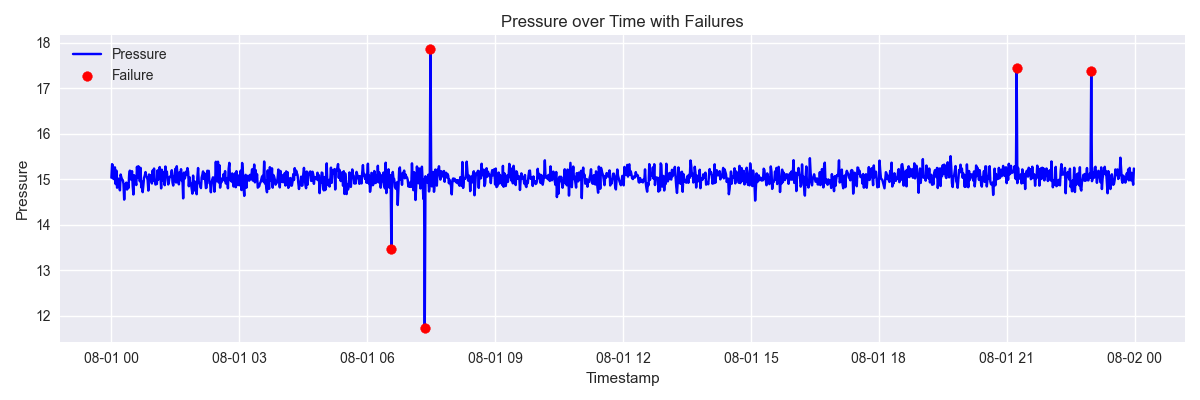 Pressure over Time with Failures
Pressure
Failure
18
17
16
15
14
13
12
Pressure
08-01 00 08-01 03 08-01 06 08-01 09 08-01 12 08-01 15 08-01 18 08-01 21 08-02 00
Timestamp